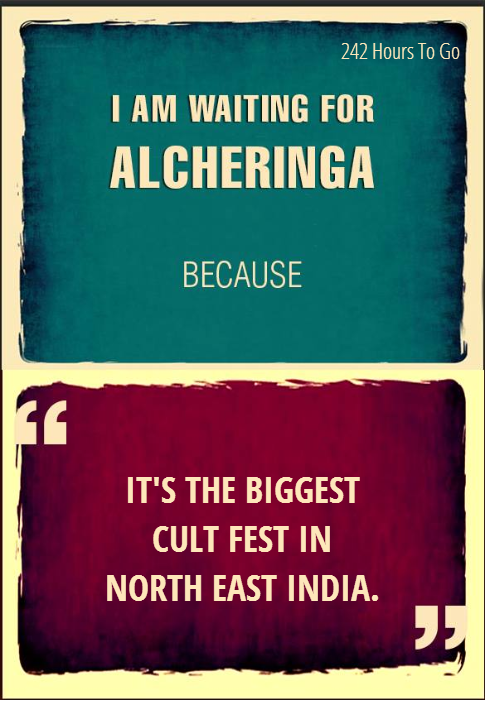 242 Hours To Go
I AM WAITING FOR
ALCHERINGA
BECAUSE
“
IT'S THE BIGGEST
CULT FEST IN
NORTH EAST INDIA.
”